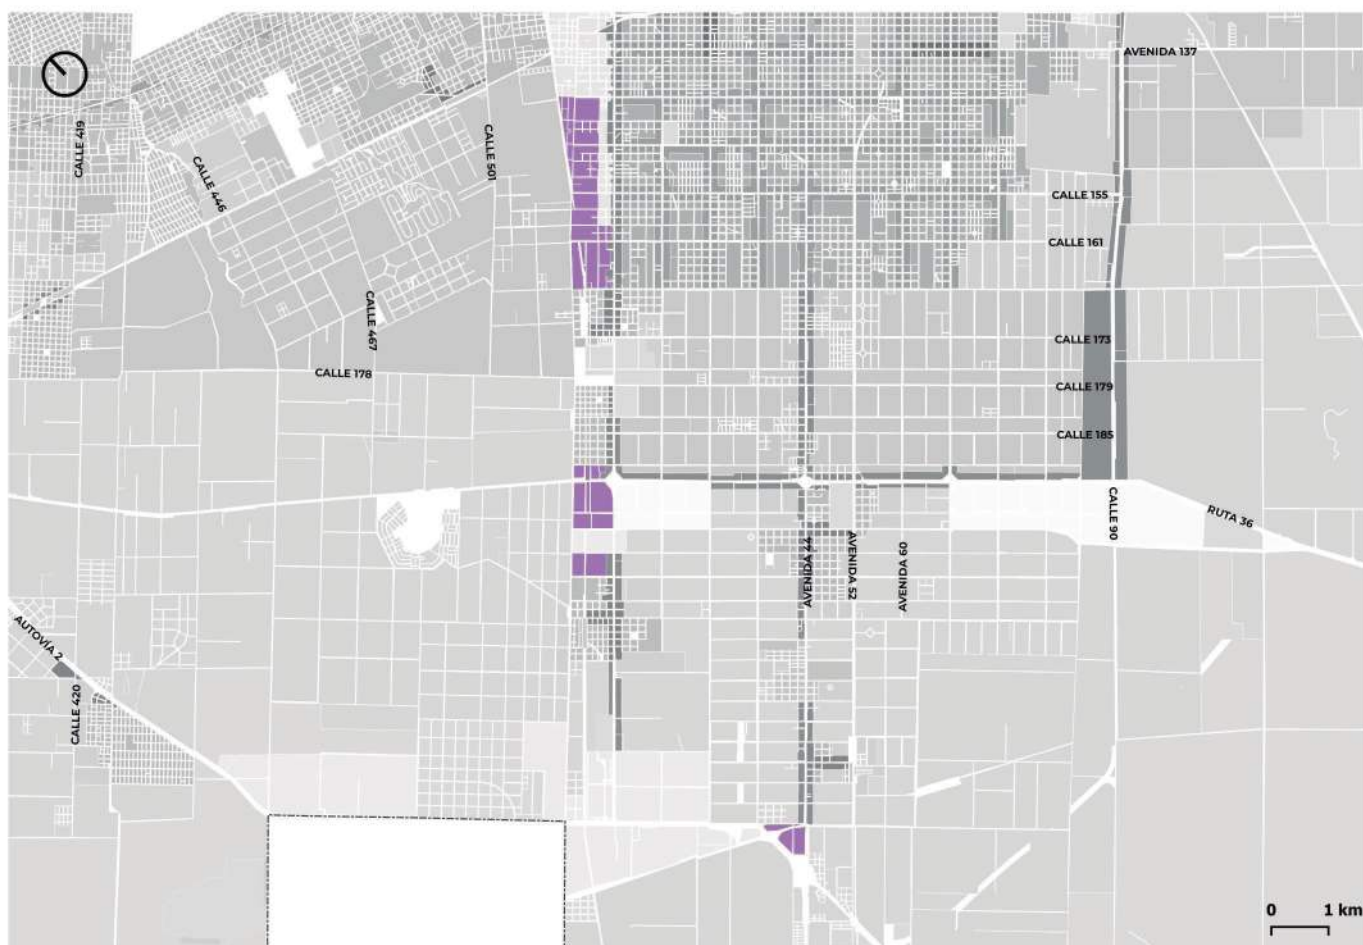 AVENIDA 137
CALLE 419
CALLE 501
CALLE 446
CALLE 155
CALLE 161
CALLE 467
CALLE 173
CALLE 178
CALLE 179
CALLE 185
CALLE 90
RUTA 36
AVENIDA 44
AVENIDA 52
AVENIDA 60
AUTOVÍA 2
CALLE 420
0 1 km